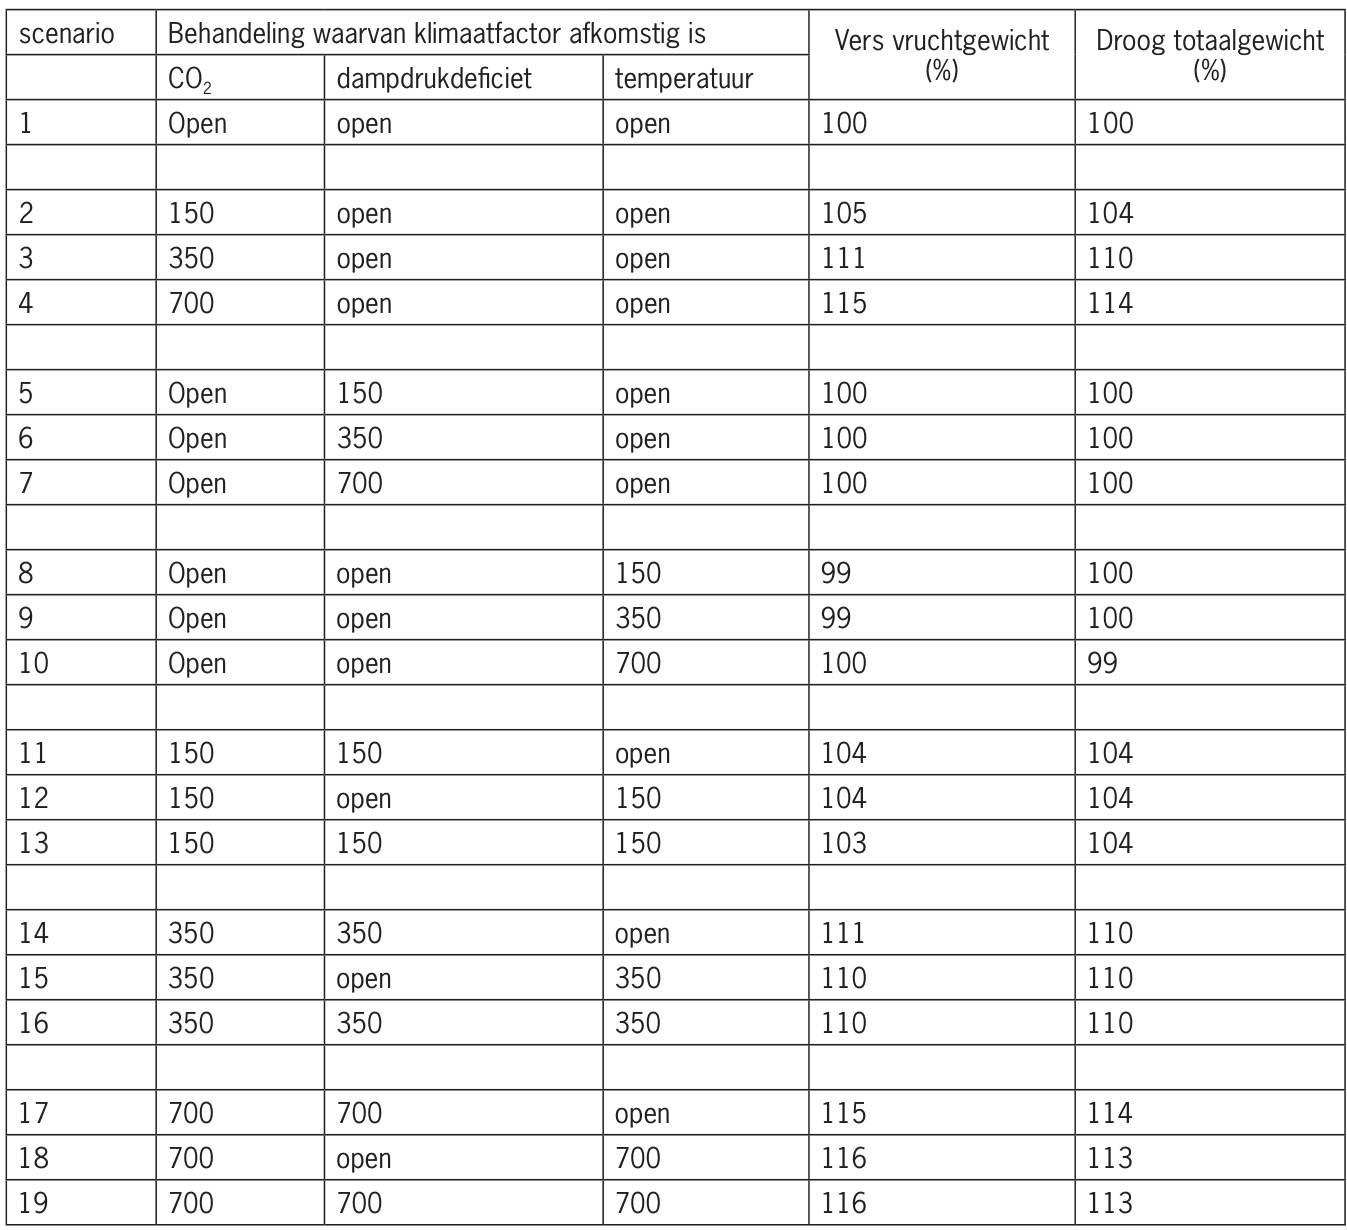 scenario Behandeling waarvan klimaatfactor afkomstig is Vers vruchtgewicht (%) Droog totaalgewicht (%)
CO₂ dampdrukdeficiet temperatuur
1 Open open open 100 100
2 150 open open 105 104
3 350 open open 111 110
4 700 open open 115 114
5 Open 150 open 100 100
6 Open 350 open 100 100
7 Open 700 open 100 100
8 Open open 150 99 100
9 Open open 350 99 100
10 Open open 700 100 99
11 150 150 open 104 104
12 150 open 150 104 104
13 150 150 150 103 104
14 350 350 open 111 110
15 350 open 350 110 110
16 350 350 350 110 110
17 700 700 open 115 114
18 700 open 700 116 113
19 700 700 700 116 113